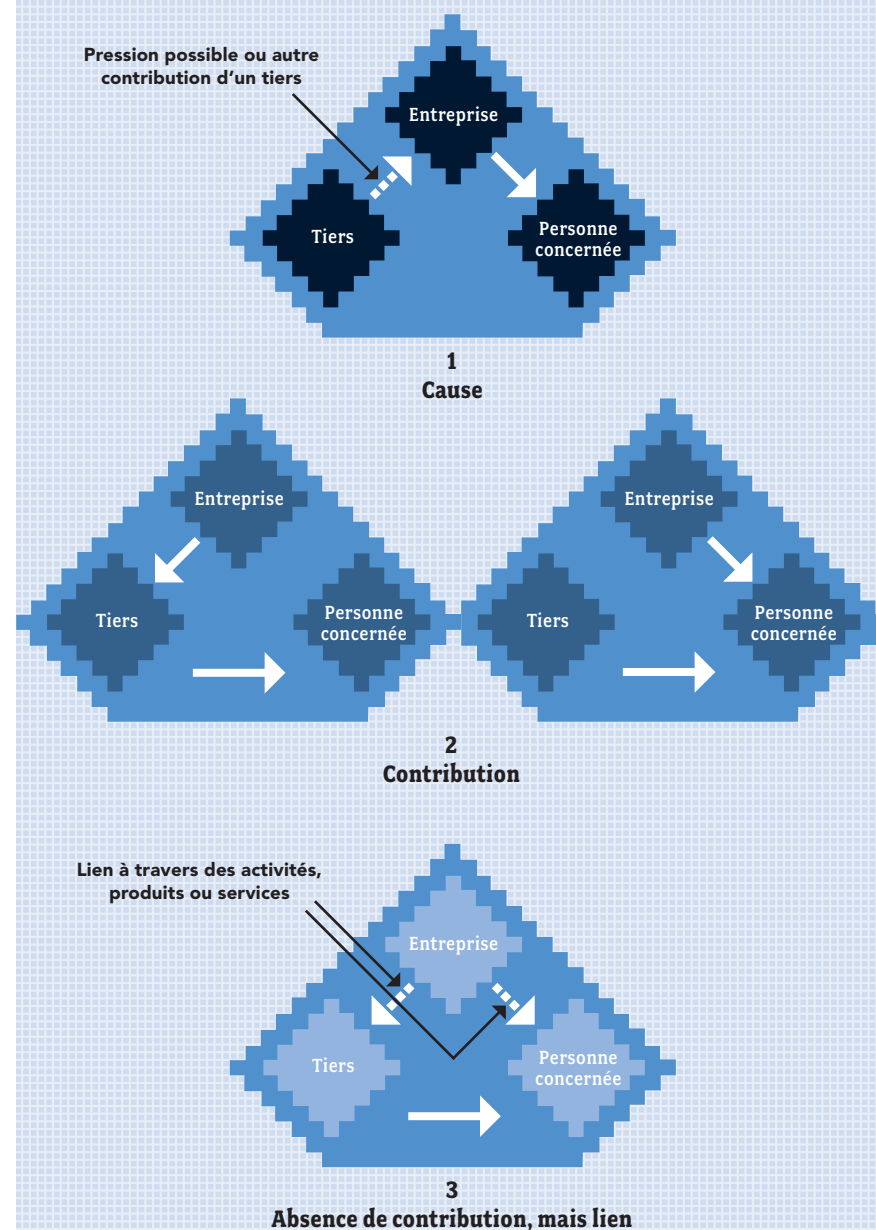 Pression possible ou autre
contribution d'un tiers
Entreprise
Tiers
Personne
concernée
1
Cause
Entreprise
Tiers
Personne
concernée
Entreprise
Tiers
Personne
concernée
2
Contribution
Lien à travers des activités,
produits ou services
Entreprise
Tiers
Personne
concernée
3
Absence de contribution, mais lien